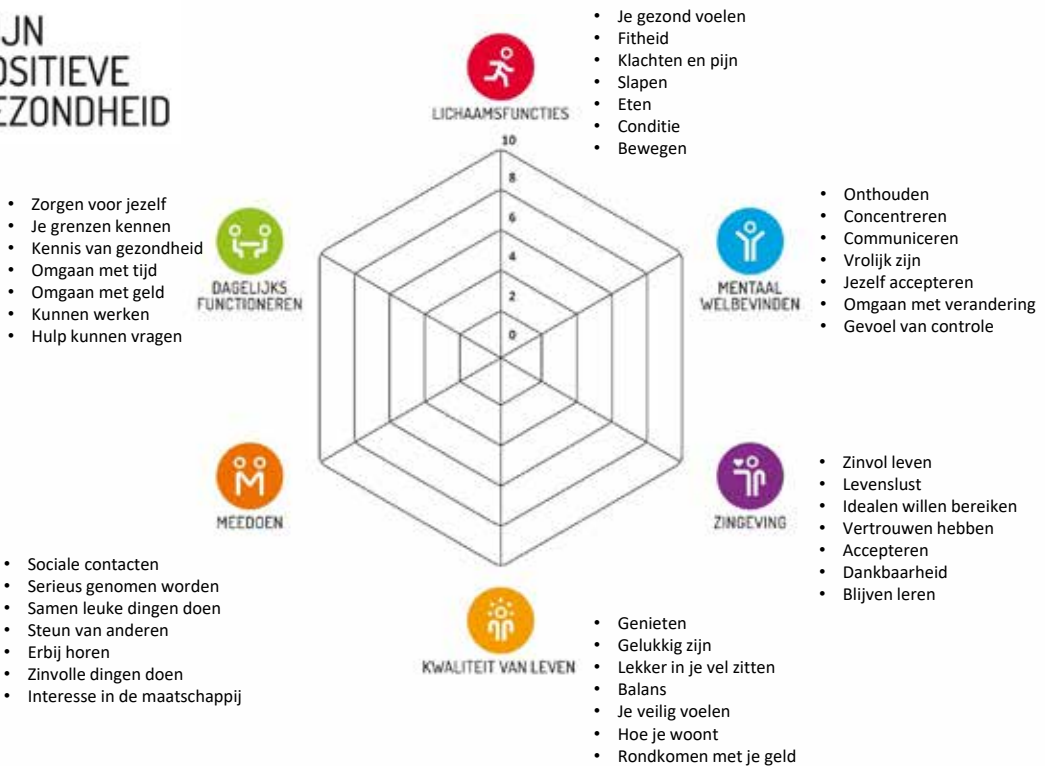 JN
OSITIEVE
EZONDHEID
LICHAAMSFUNCTIES
• Je gezond voelen
• Fitheid
• Klachten en pijn
• Slapen
• Eten
• Conditie
• Bewegen
10
8
6
4
2
0
MENTAAL
WELBEVINDEN
• Onthouden
• Concentreren
• Communiceren
• Vrolijk zijn
• Jezelf accepteren
• Omgaan met verandering
• Gevoel van controle
ZINGEVING
• Zinvol leven
• Levenslust
• Idealen willen bereiken
• Vertrouwen hebben
• Accepteren
• Dankbaarheid
• Blijven leren
KWALITEIT VAN LEVEN
• Genieten
• Gelukkig zijn
• Lekker in je vel zitten
• Balans
• Je veilig voelen
• Hoe je woont
• Rondkomen met je geld
MEEDOEN
• Sociale contacten
• Serieus genomen worden
• Samen leuke dingen doen
• Steun van anderen
• Erbij horen
• Zinvolle dingen doen
• Interesse in de maatschappij
DAGELIJKS
FUNCTIONEREN
• Zorgen voor jezelf
• Je grenzen kennen
• Kennis van gezondheid
• Omgaan met tijd
• Omgaan met geld
• Kunnen werken
• Hulp kunnen vragen